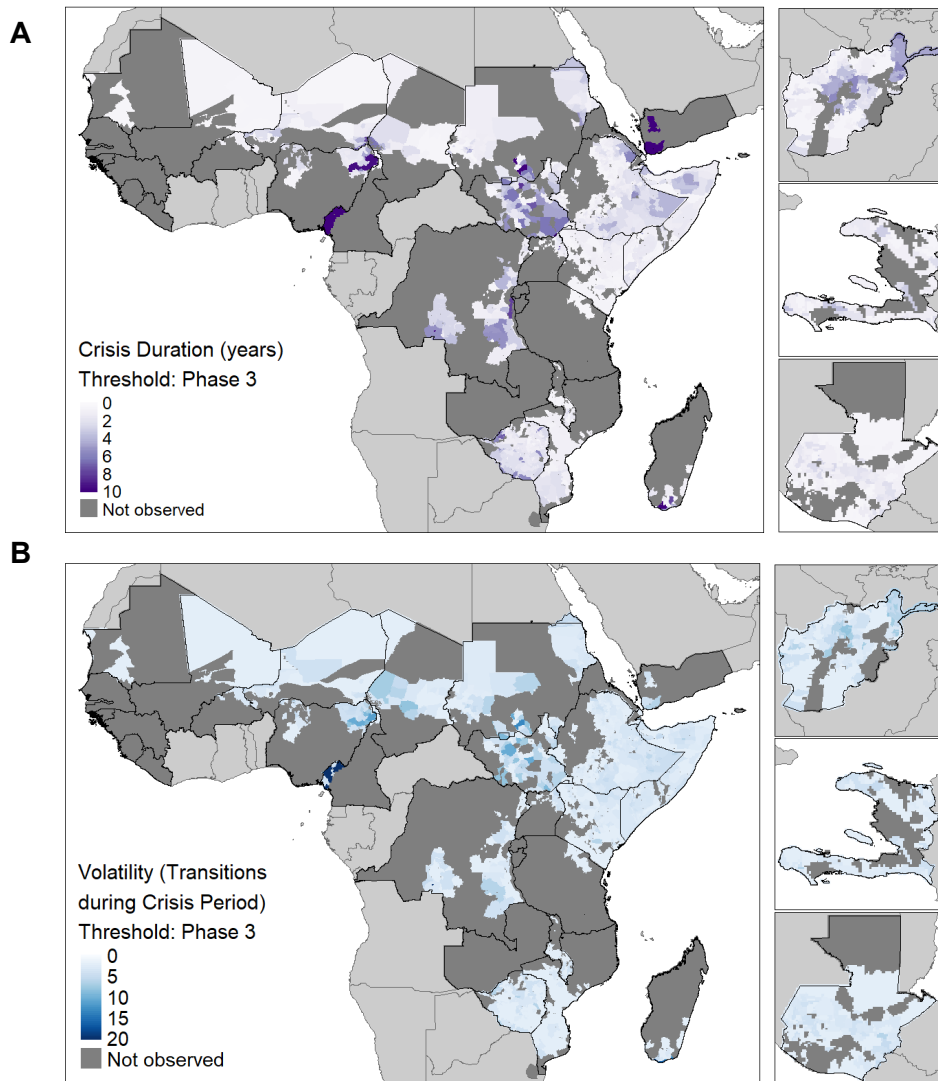 A
Crisis Duration (years)
Threshold: Phase 3
0
2
4
6
8
10
Not observed
B
Volatility (Transitions
during Crisis Period)
Threshold: Phase 3
0
5
10
15
20
Not observed